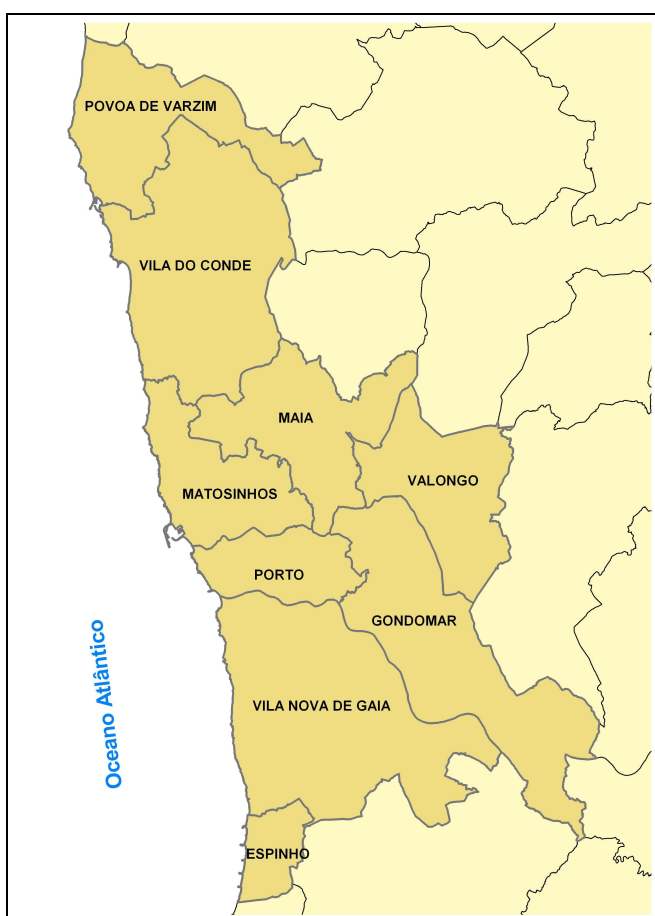 POVOA DE VARZIM
VILA DO CONDE
MAIA
VALONGO
MATOSINHOS
PORTO
GONDOMAR
VILA NOVA DE GAIA
Oceano Atlântico
ESPINHO